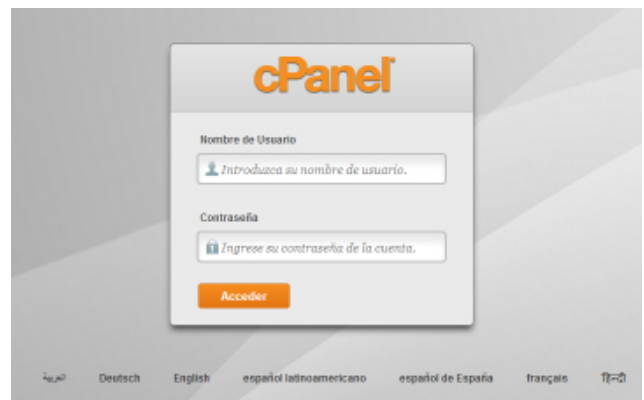 cPanel
Nombre de Usuario
Introduzca su nombre de usuario.
Contraseña
Ingrese su contraseña de la cuenta.
Acceder
العربية Deutsch English español latinoamericano español de España français हिन्दी